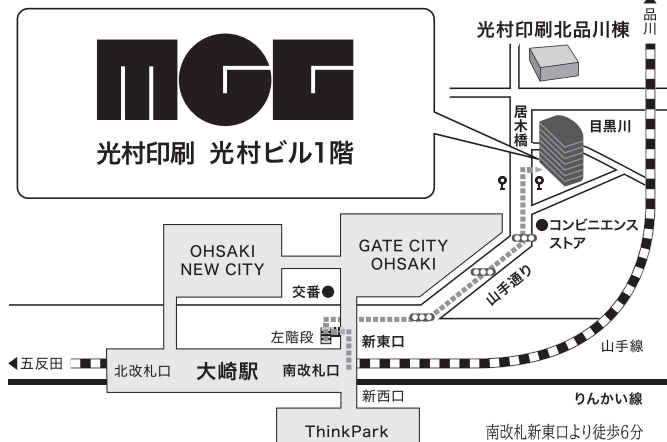 品川
光村印刷北品川棟
MGG
光村印刷 光村ビル1階
居木橋
目黒川
コンビニエンス
ストア
OHSAKI
NEW CITY
GATE CITY
OHSAKI
山手通り
交番
左階段
新東口
山手線
五反田
北改札口
大崎駅
南改札口
新西口
りんかい線
ThinkPark
南改札新東口より徒歩6分